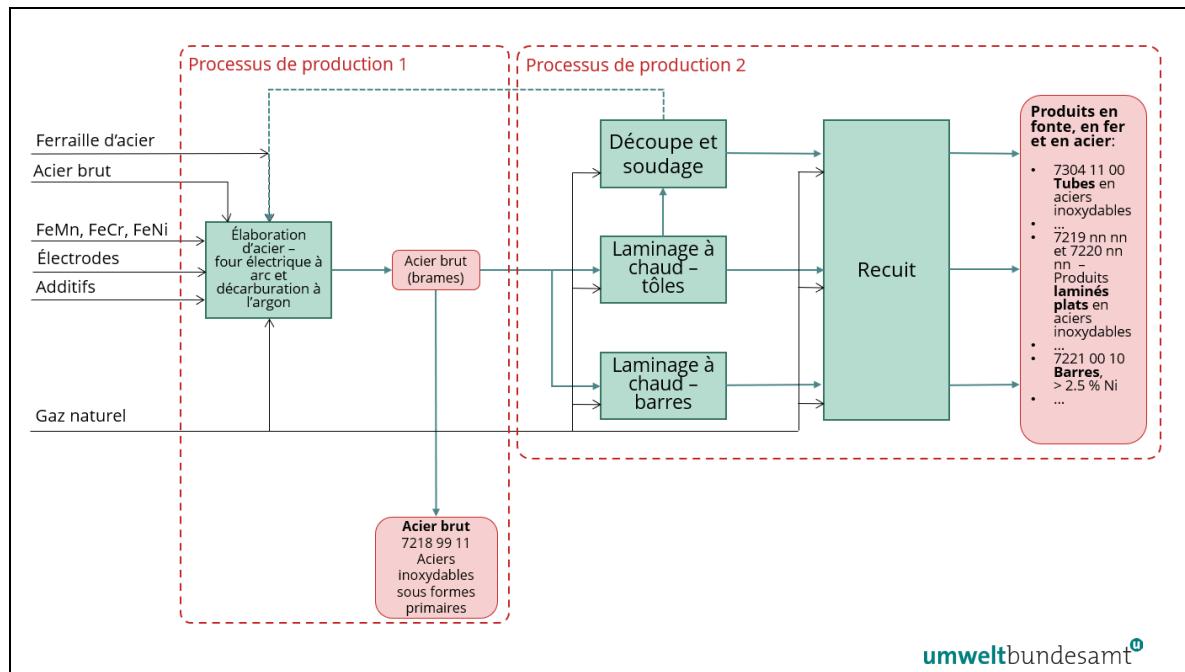 Processus de production 1
Processus de production 2
Ferraille d’acier
Acier brut
FeMn, FeCr, FeNi
Électrodes
Additifs
Gaz naturel
Élaboration
d’acier –
four électrique à
arc et
décarburation à
l’argon
Acier brut
(brames)
Acier brut
7218 99 11
Aciers
inoxydables
sous formes
primaires
Découpe et
soudage
Laminage à
chaud –
tôles
Laminage à
chaud –
barres
Recuit
Produits en
fonte, en fer
et en acier:
• 7304 11 00
Tubes en
aciers
inoxydables
• ...
• 7219 nn nn
et 7220 nn
nn –
Produits
laminés
plats en
aciers
inoxydables
• ...
• 7221 00 10
Barres,
> 2.5 % Ni
• ...
umweltbundesamt
u